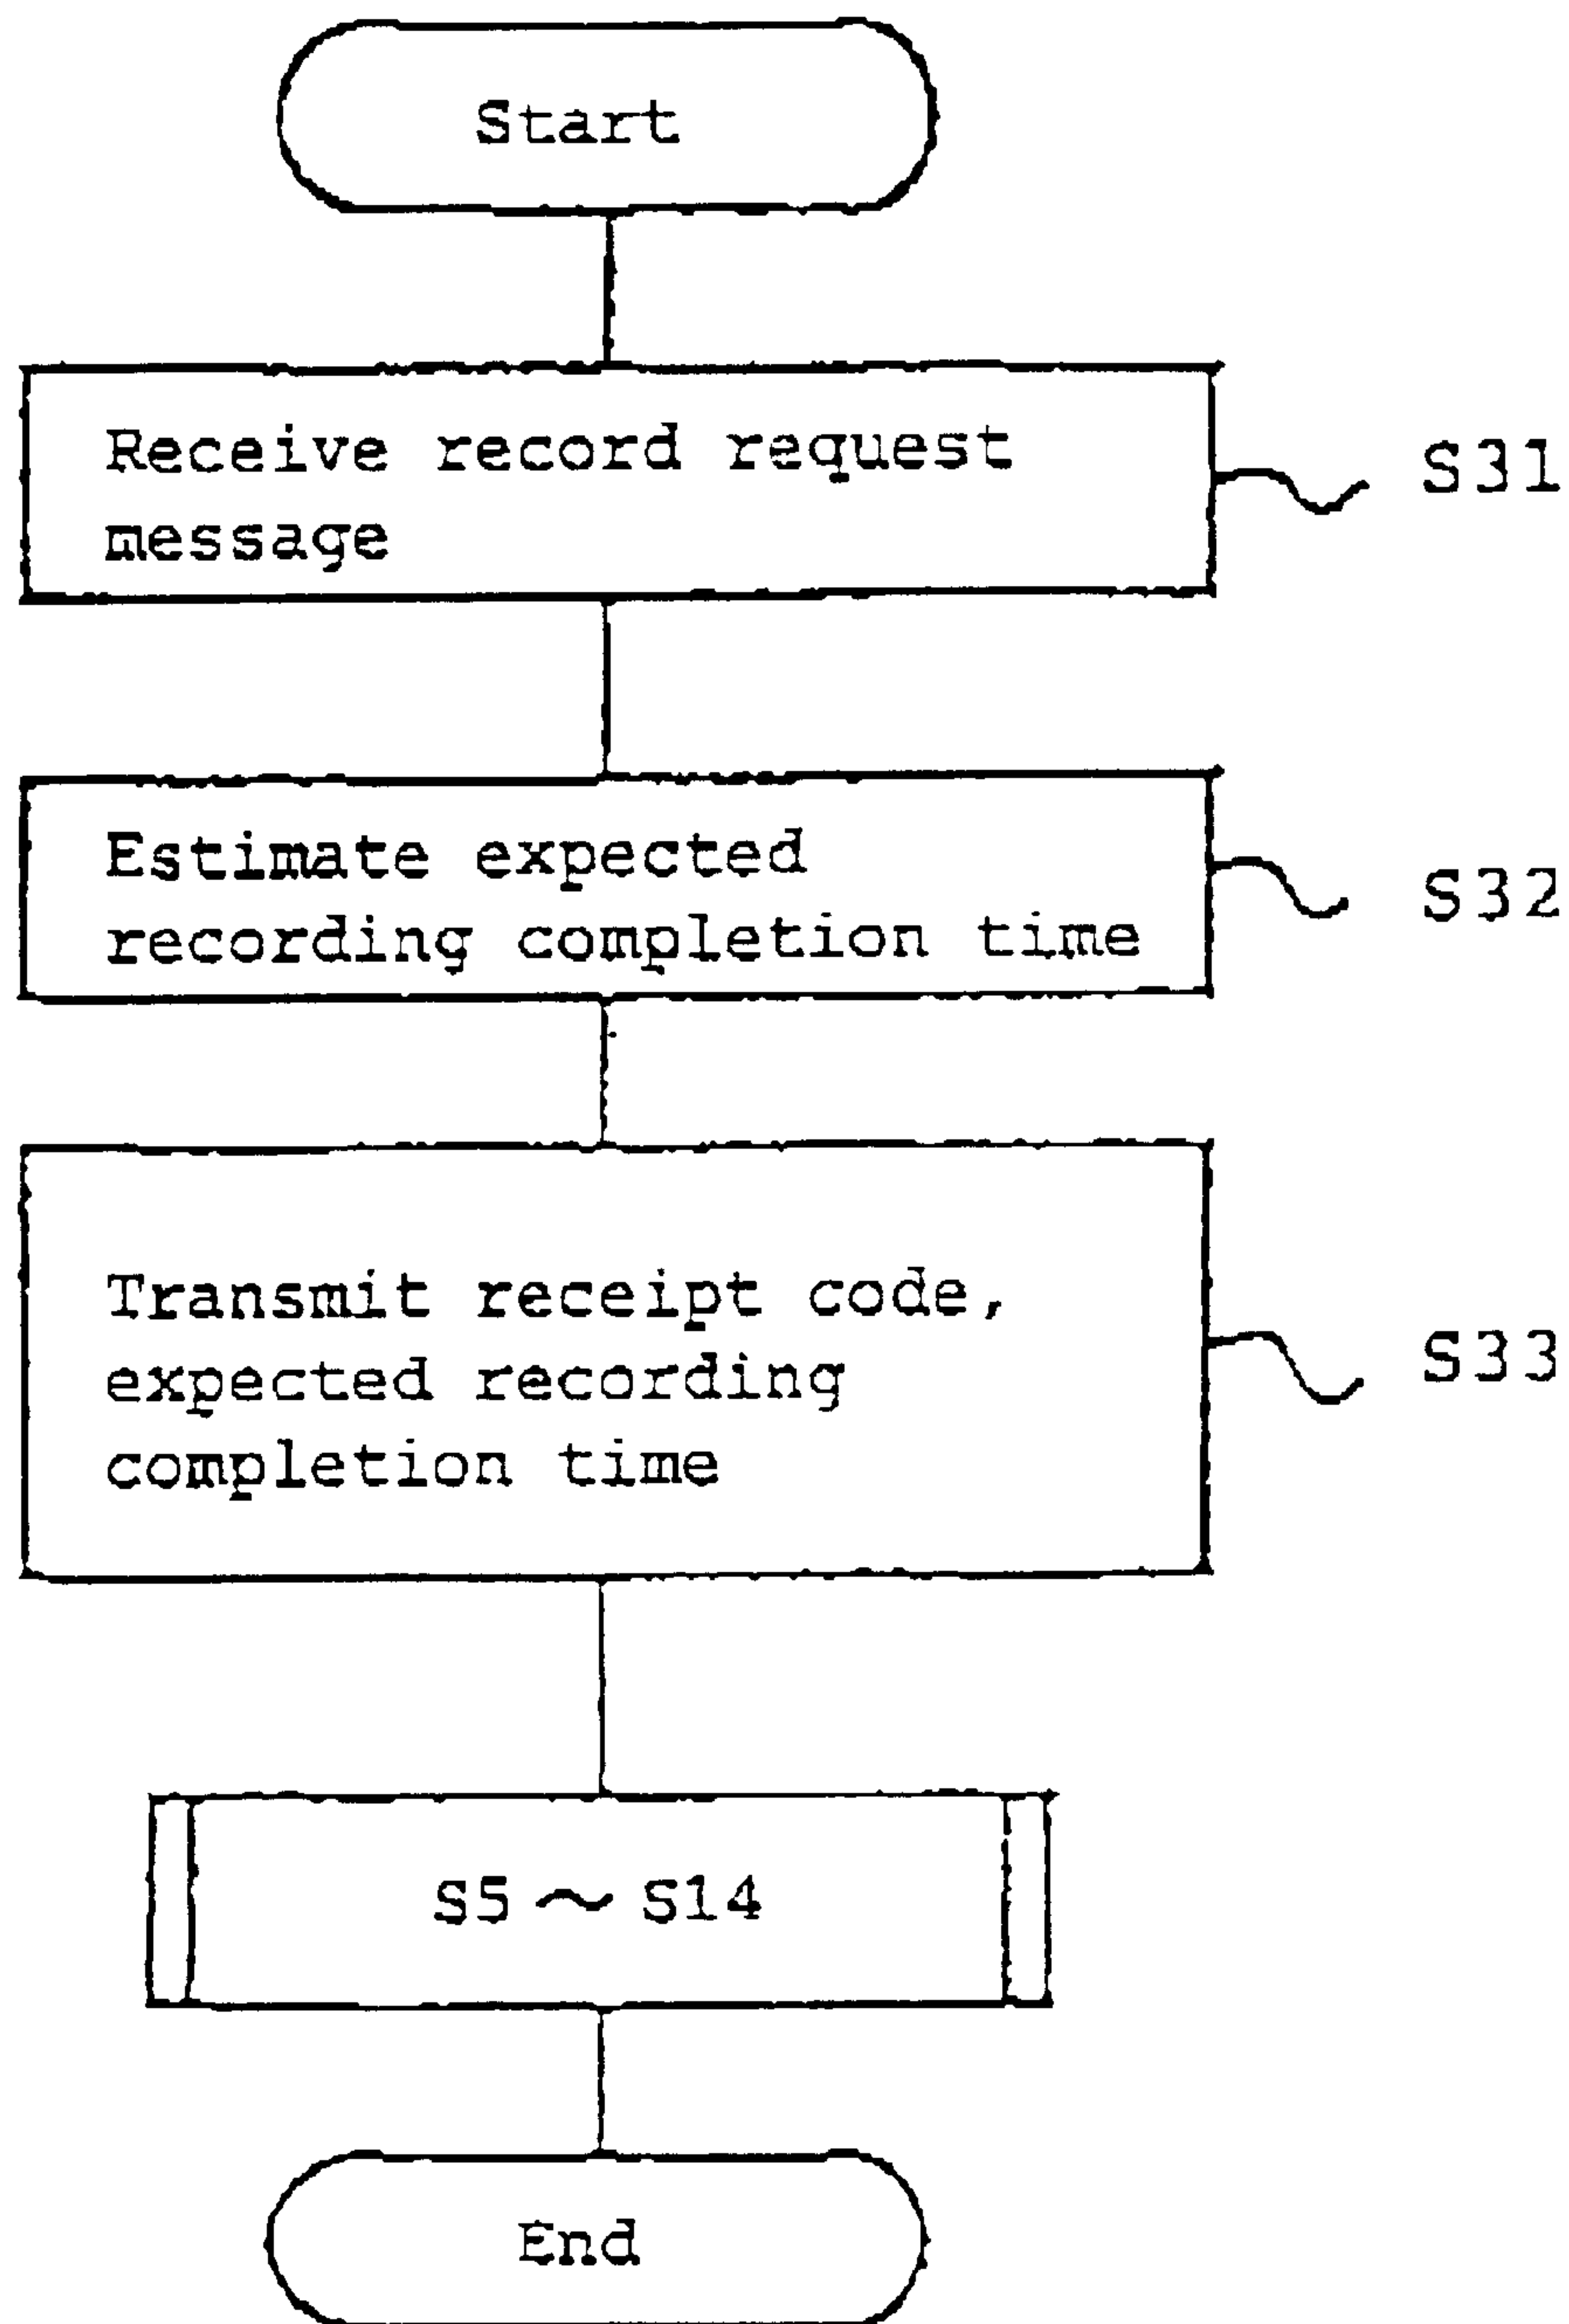 Start
Receive record request
message
S31
Estimate expected
recording completion time
S32
Transmit receipt code,
expected recording
completion time
S33
S5～S14
End